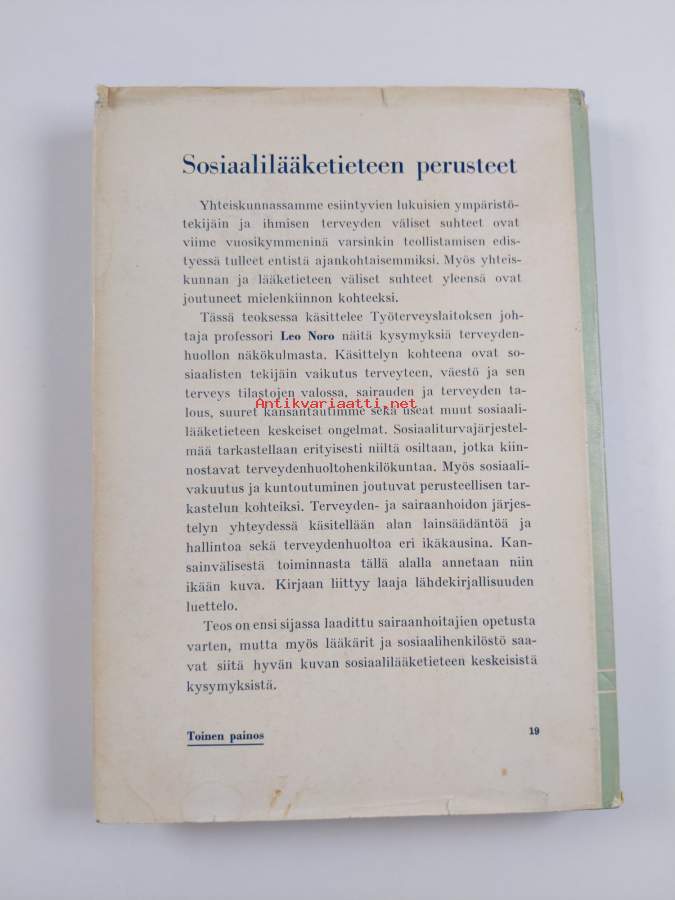 Sosiaalilääketieteen perusteet
Yhteiskunnassamme esiintyvien lukuisien ympäristö-
tekijäin ja ihmisen terveyden väliset suhteet ovat
viime vuosikymmeninä varsinkin teollistamisen edis-
tyessä tulleet entistä ajankohtaisemmiksi. Myös yhteis-
kunnan ja lääketieteen väliset suhteet yleensä ovat
joutuneet mielenkiinnon kohteeksi.
Tässä teoksessa käsittelee Työterveyslaitoksen joh-
taja professori Leo Noro näitä kysymyksiä terveyden-
huollon näkökulmasta. Käsittelyn kohteena ovat so-
siaalisten tekijäin vaikutus terveyteen, väestö ja sen
terveys tilastojen valossa, sairauden ja terveyden ta-
lous, suuret kansantautimme sekä useat muut sosiaali-
Antikvariaatti.net
lääketieteen keskeiset ongelmat. Sosiaaliturvajärjestel-
mää tarkastellaan erityisesti niiltä osiltaan, jotka kiin-
nostavat terveydenhuoltohenkilökuntaa. Myös sosiaali-
vakuutus ja kuntoutuminen joutuvat perusteellisen tar-
kastelun kohteiksi. Terveyden- ja sairaanhoidon järjes-
telyn yhteydessä käsitellään alan lainsäädäntöä ja
hallintoa sekä terveydenhuoltoa eri ikäkausina. Kan-
sainvälisestä toiminnasta tällä alalla annetaan niin
ikään kuva. Kirjaan liittyy laaja lähdekirjallisuuden
luettelo.
Teos on ensi sijassa laadittu sairaanhoitajien opetusta
varten, mutta myös lääkärit ja sosiaalihenkilöstö saa-
vat siitä hyvän kuvan sosiaalilääketieteen keskeisistä
kysymyksistä.
Toinen painos
19